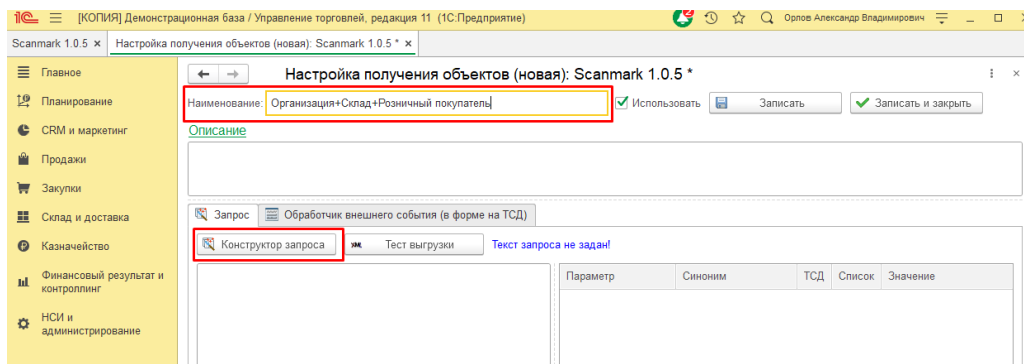 1С [КОПИЯ] Демонстрационная база / Управление торговлей, редакция 11 (1С:Предприятие) 2 Орлов Александр Владимирович
Scanmark 1.0.5 × Настройка получения объектов (новая): Scanmark 1.0.5 * ×
Главное
Планирование
CRM и маркетинг
Продажи
Закупки
Склад и доставка
Казначейство
Финансовый результат и
контроллинг
НСИ и
администрирование
Настройка получения объектов (новая): Scanmark 1.0.5 *
Наименование: Организация+Склад+Розничный покупатель Использовать Записать Записать и закрыть
Описание
Запрос Обработчик внешнего события (в форме на ТСД)
Конструктор запроса XML Тест выгрузки Текст запроса не задан!
Параметр Синоним ТСД Список Значение